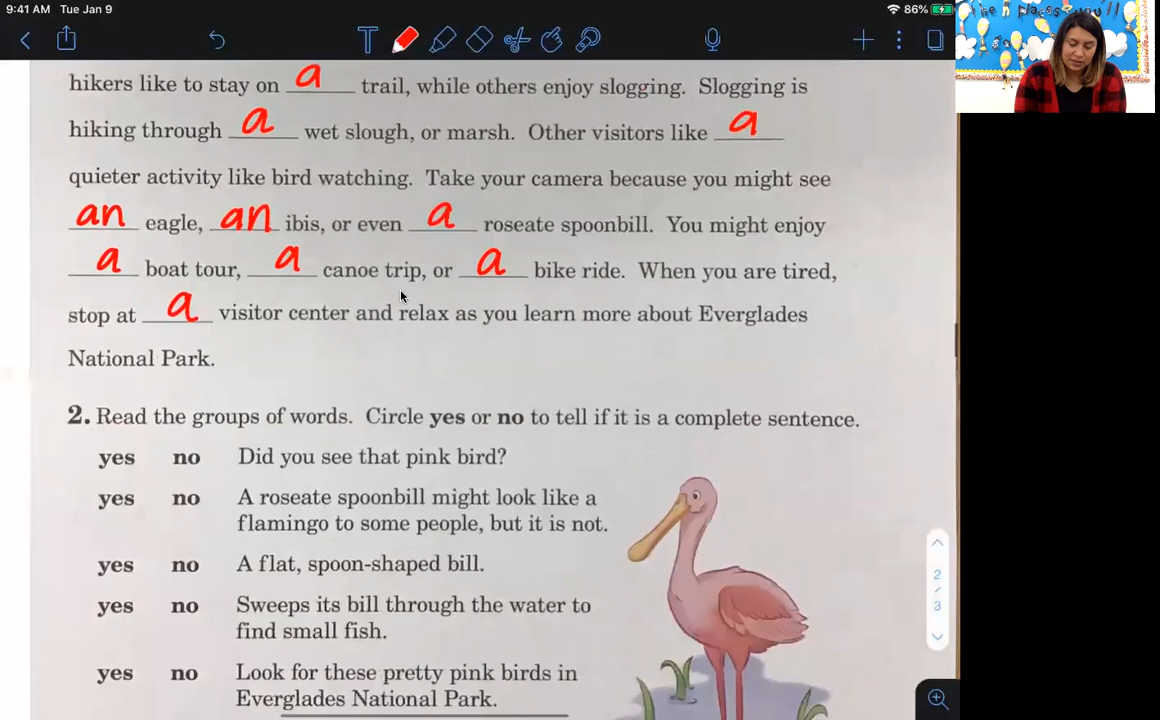 9:41 AM Tue Jan 9
86%
the places you'll
hikers like to stay on a trail, while others enjoy slogging. Slogging is
hiking through a wet slough, or marsh. Other visitors like a
quieter activity like bird watching. Take your camera because you might see
an eagle, an ibis, or even a roseate spoonbill. You might enjoy
a boat tour, a canoe trip, or a bike ride. When you are tired,
stop at a visitor center and relax as you learn more about Everglades
National Park.
2. Read the groups of words. Circle yes or no to tell if it is a complete sentence.
yes no Did you see that pink bird?
yes no A roseate spoonbill might look like a
flamingo to some people, but it is not.
yes no A flat, spoon-shaped bill.
yes no Sweeps its bill through the water to
find small fish.
yes no Look for these pretty pink birds in
Everglades National Park.
2
/
3